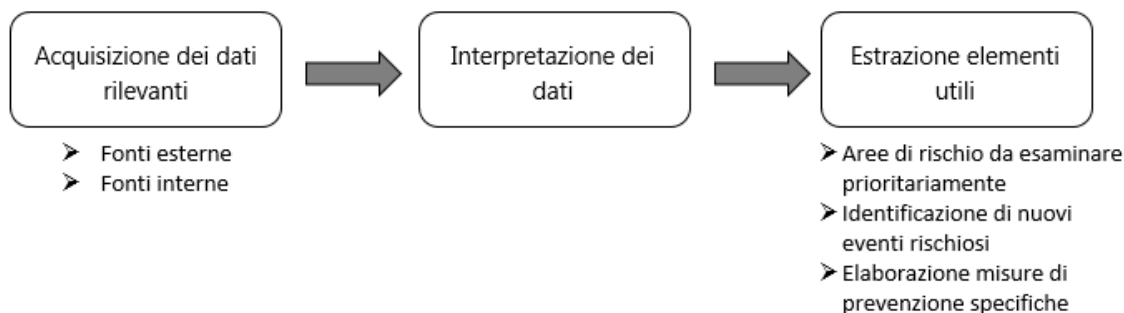 Acquisizione dei dati
rilevanti
Interpretazione dei
dati
Estrazione elementi
utili
➤ Fonti esterne
➤ Fonti interne
➤ Aree di rischio da esaminare
prioritariamente
➤ Identificazione di nuovi
eventi rischiosi
➤ Elaborazione misure di
prevenzione specifiche